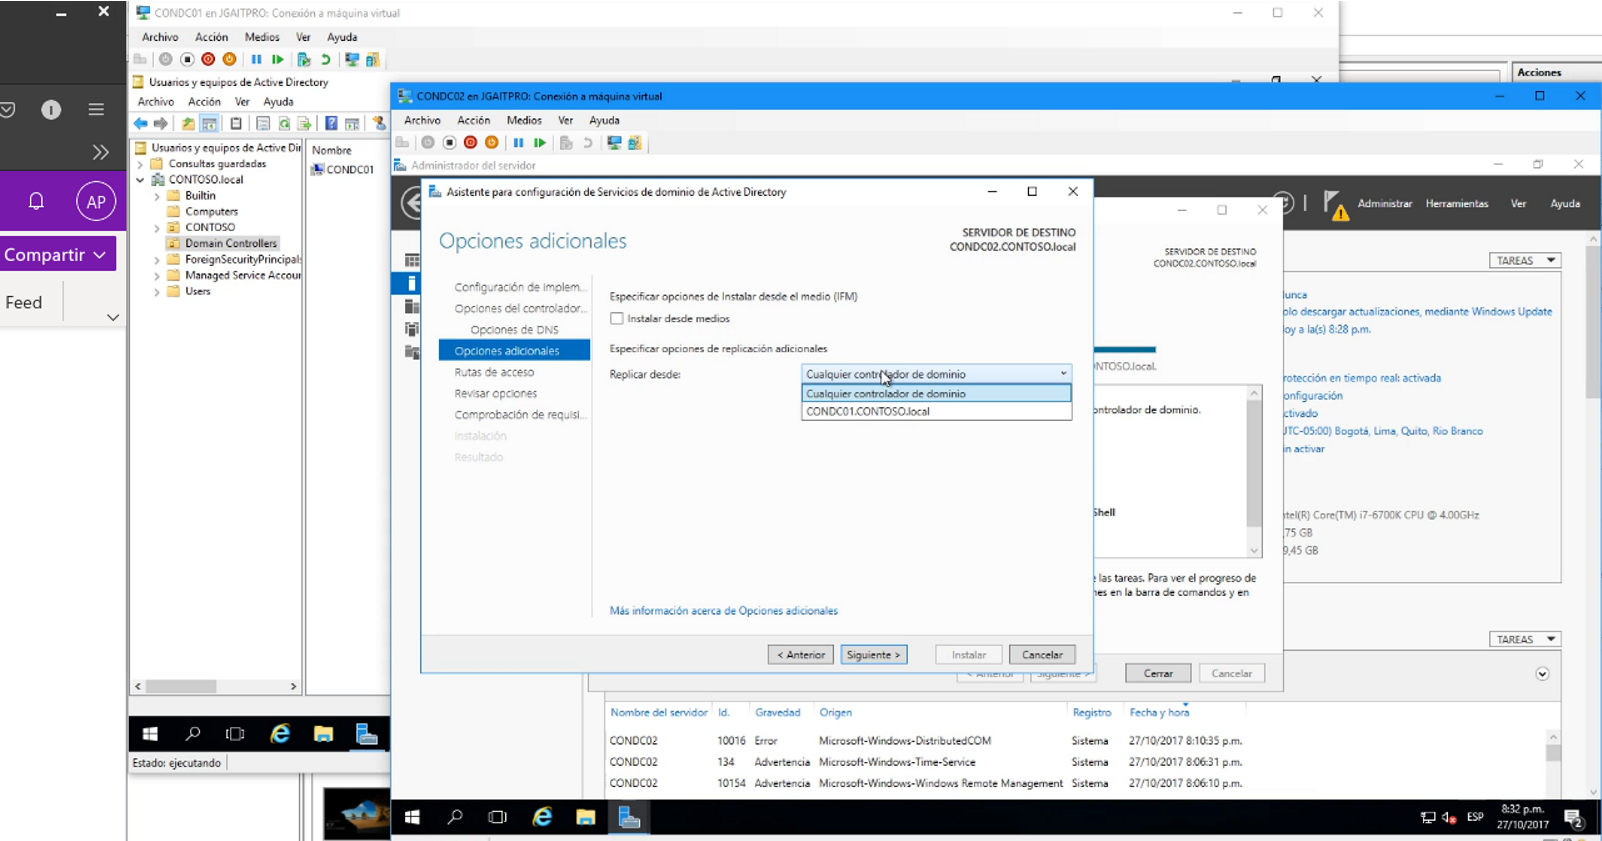 CONDC01 en JGAITPRO: Conexión a máquina virtual
Archivo Acción Medios Ver Ayuda
Usuarios y equipos de Active Directory
Archivo Acción Ver Ayuda
Usuarios y equipos de Active Dir
Consultas guardadas
CONTOSO.local
Builtin
Computers
CONTOSO
Domain Controllers
ForeignSecurityPrincipals
Managed Service Accour
Users
Nombre
CONDC01
Estado: ejecutando
AP
Compartir
Feed
Acciones
CONDC02 en JGAITPRO: Conexión a máquina virtual
Archivo Acción Medios Ver Ayuda
Administrador del servidor
Administrar Herramientas Ver Ayuda
Asistente para configuración de Servicios de dominio de Active Directory
Opciones adicionales
SERVIDOR DE DESTINO
CONDC02.CONTOSO.local
Configuración de implem...
Opciones del controlador...
Opciones de DNS
Opciones adicionales
Rutas de acceso
Revisar opciones
Comprobación de requisi...
Instalación
Resultado
Especificar opciones de Instalar desde el medio (IFM)
Instalar desde medios
Especificar opciones de replicación adicionales
Replicar desde:
Cualquier controlador de dominio
Cualquier controlador de dominio
CONDC01.CONTOSO.local
Más información acerca de Opciones adicionales
< Anterior Siguiente > Instalar Cancelar
SERVIDOR DE DESTINO
CONDC02.CONTOSO.local
NTOSO.local.
ontrolador de dominio.
Shell
las tareas. Para ver el progreso de
nes en la barra de comandos y en
< Anterior Siguiente > Cerrar Cancelar
TAREAS
lunca
olo descargar actualizaciones, mediante Windows Update
oy a la(s) 8:28 p.m.
rotección en tiempo real: activada
onfiguración
ctivado
UTC-05:00) Bogotá, Lima, Quito, Rio Branco
in activar
ntel(R) Core(TM) i7-6700K CPU @ 4.00GHz
,75 GB
9,45 GB
TAREAS
Nombre del servidor Id. Gravedad Origen Registro Fecha y hora
CONDC02 10016 Error Microsoft-Windows-DistributedCOM Sistema 27/10/2017 8:10:35 p.m.
CONDC02 134 Advertencia Microsoft-Windows-Time-Service Sistema 27/10/2017 8:06:31 p.m.
CONDC02 10154 Advertencia Microsoft-Windows-Windows Remote Management Sistema 27/10/2017 8:06:10 p.m.
ESP
8:32 p.m.
27/10/2017
2